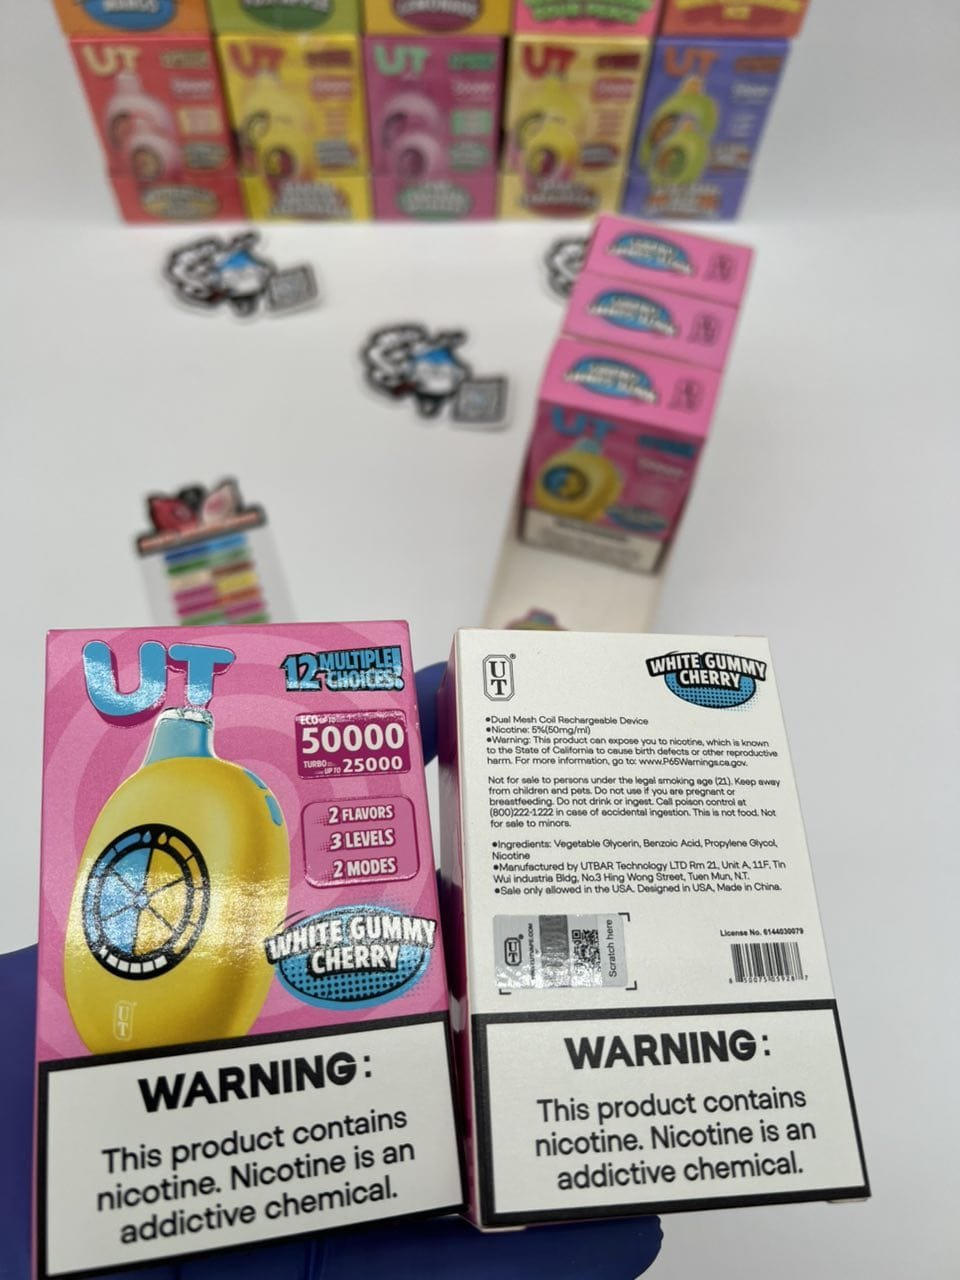 UT
12 MULTIPLE
CHOICES!
ECO UP TO
50000
TURBO UP TO 25000
2 FLAVORS
3 LEVELS
2 MODES
WHITE GUMMY
CHERRY
UT
WARNING:
This product contains
nicotine. Nicotine is an
addictive chemical.
UT
WHITE GUMMY
CHERRY
●Dual Mesh Coil Rechargeable Device
●Nicotine: 5%(50mg/ml)
●Warning: This product can expose you to nicotine, which is known
to the State of California to cause birth defects or other reproductive
harm. For more information, go to: www.P65Warnings.ca.gov.
Not for sale to persons under the legal smoking age (21). Keep away
from children and pets. Do not use if you are pregnant or
breastfeeding. Do not drink or ingest. Call poison control at
(800)222-1222 in case of accidental ingestion. This is not food. Not
for sale to minors.
●Ingredients: Vegetable Glycerin, Benzoic Acid, Propylene Glycol,
Nicotine
●Manufactured by UTBAR Technology LTD Rm 21, Unit A, 11.F, Tin
Wui industria Bldg, No.3 Hing Wong Street, Tuen Mun, N.T.
●Sale only allowed in the USA. Designed in USA, Made in China.
UT
Scratch here
License No. 6144030079
WARNING:
This product contains
nicotine. Nicotine is an
addictive chemical.
UT
UT
UT
UT
UT
UT